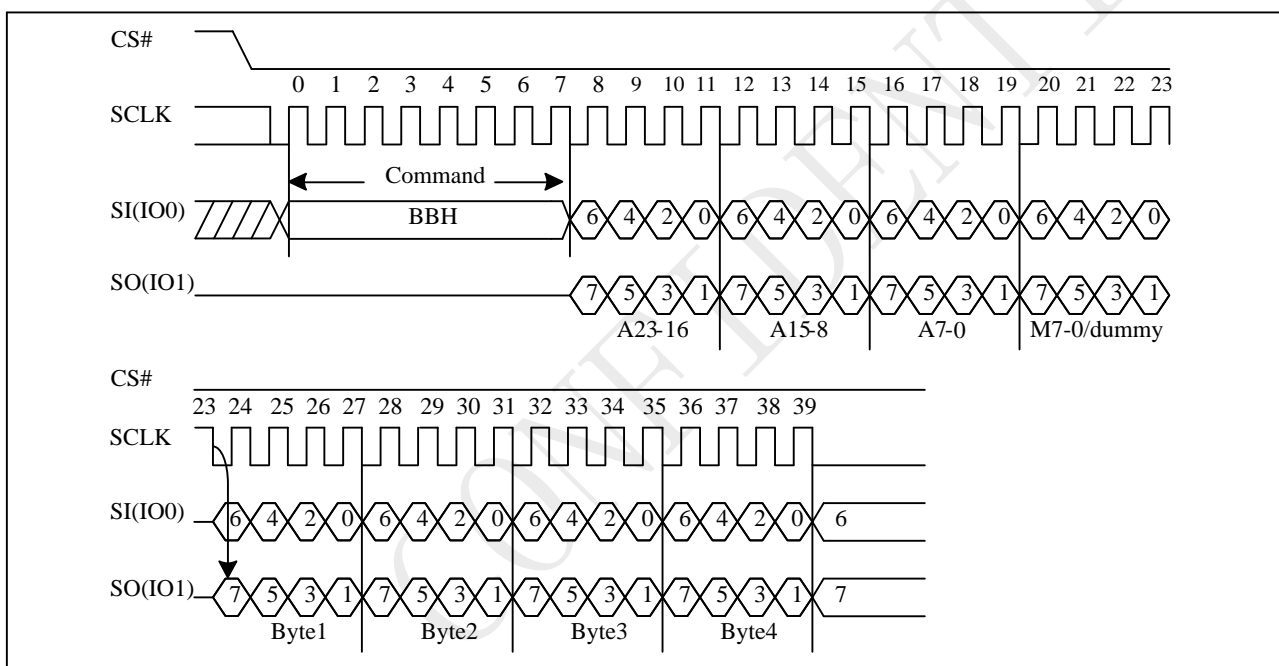 CS#
0 1 2 3 4 5 6 7 8 9 10 11 12 13 14 15 16 17 18 19 20 21 22 23
SCLK
Command
SI(IO0) BBH 6 4 2 0 6 4 2 0 6 4 2 0 6 4 2 0
SO(IO1) 7 5 3 1 7 5 3 1 7 5 3 1 7 5 3 1
A23-16 A15-8 A7-0 M7-0/dummy
CS#
23 24 25 26 27 28 29 30 31 32 33 34 35 36 37 38 39
SCLK
SI(IO0) 6 4 2 0 6 4 2 0 6 4 2 0 6 4 2 0 6
SO(IO1) 7 5 3 1 7 5 3 1 7 5 3 1 7 5 3 1 7
Byte1 Byte2 Byte3 Byte4
CONFIDENT